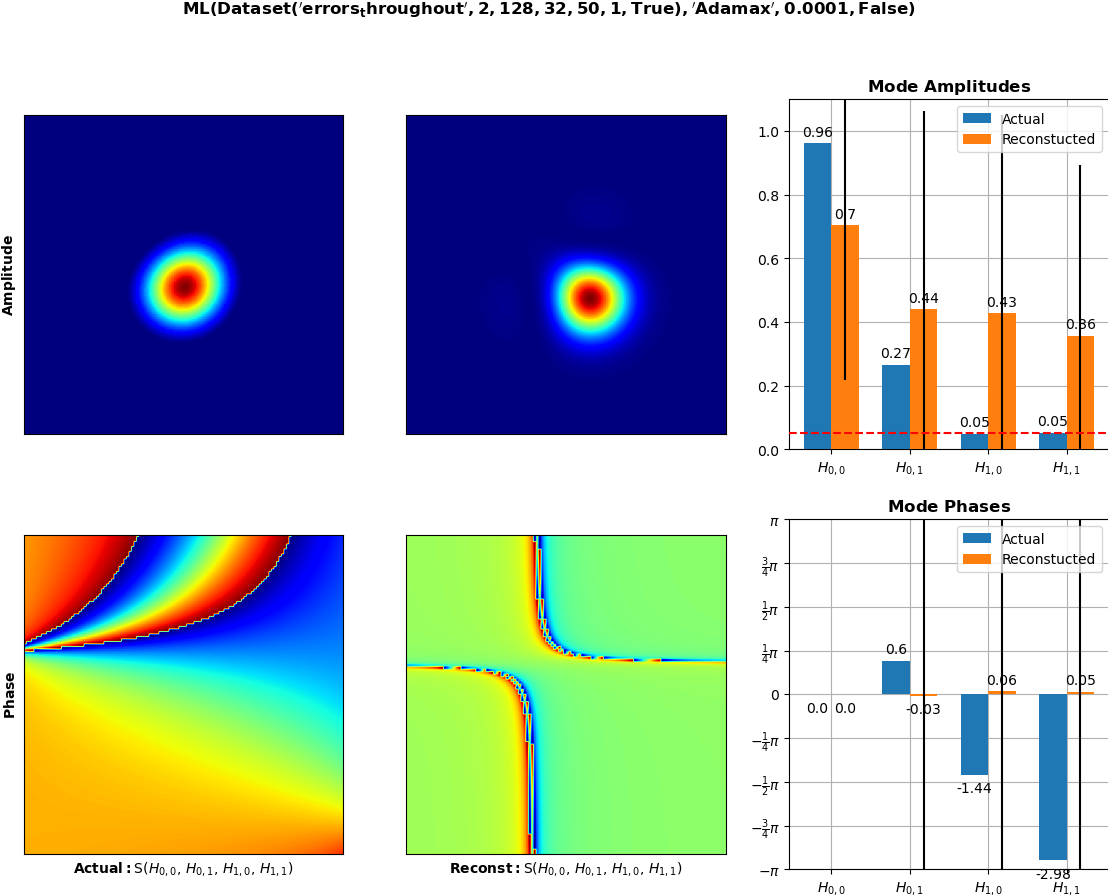 ML(Dataset('errors_throughout', 2, 128, 32, 50, 1, True), 'Adamax', 0.0001, False)
Amplitude
Mode Amplitudes
Actual
Reconstucted
1.0
0.8
0.6
0.4
0.2
0.0
0.96
0.7
0.27
0.44
0.05
0.43
0.05
0.36
H0,0
H0,1
H1,0
H1,1
Phase
Actual: S(H0,0, H0,1, H1,0, H1,1)
Reconst: S(H0,0, H0,1, H1,0, H1,1)
Mode Phases
Actual
Reconstucted
π
3/4π
1/2π
1/4π
0
−1/4π
−1/2π
−3/4π
−π
0.0
0.0
0.6
-0.03
-1.44
0.06
-2.98
0.05
H0,0
H0,1
H1,0
H1,1